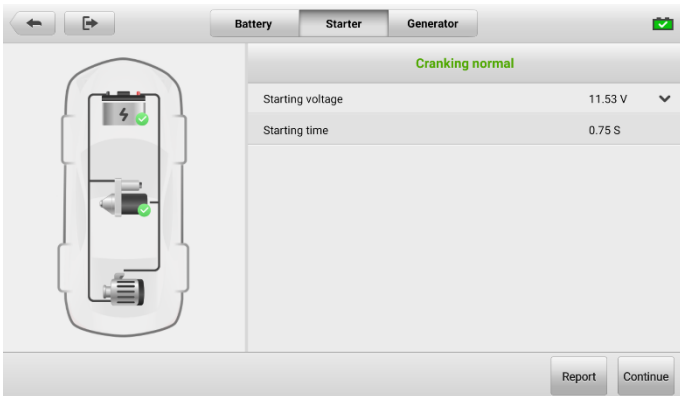 Battery Starter Generator
Cranking normal
Starting voltage 11.53 V
Starting time 0.75 S
Report Continue